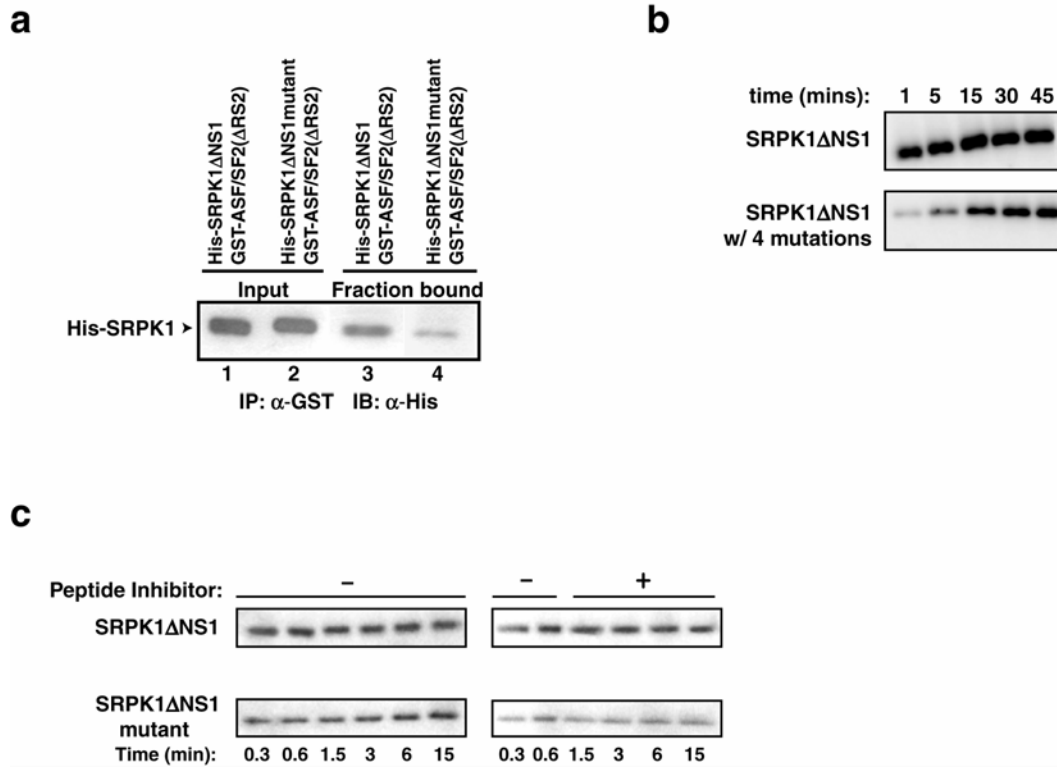 a
His-SRPK1ΔNS1
GST-ASF/SF2(ΔRS2)
His-SRPK1ΔNS1mutant
GST-ASF/SF2(ΔRS2)
His-SRPK1ΔNS1
GST-ASF/SF2(ΔRS2)
His-SRPK1ΔNS1mutant
GST-ASF/SF2(ΔRS2)
Input Fraction bound
His-SRPK1
1 2 3 4
IP: α-GST IB: α-His
b
time (mins): 1 5 15 30 45
SRPK1ΔNS1
SRPK1ΔNS1
w/ 4 mutations
c
Peptide Inhibitor: – – +
SRPK1ΔNS1
SRPK1ΔNS1
mutant
Time (min): 0.3 0.6 1.5 3 6 15 0.3 0.6 1.5 3 6 15